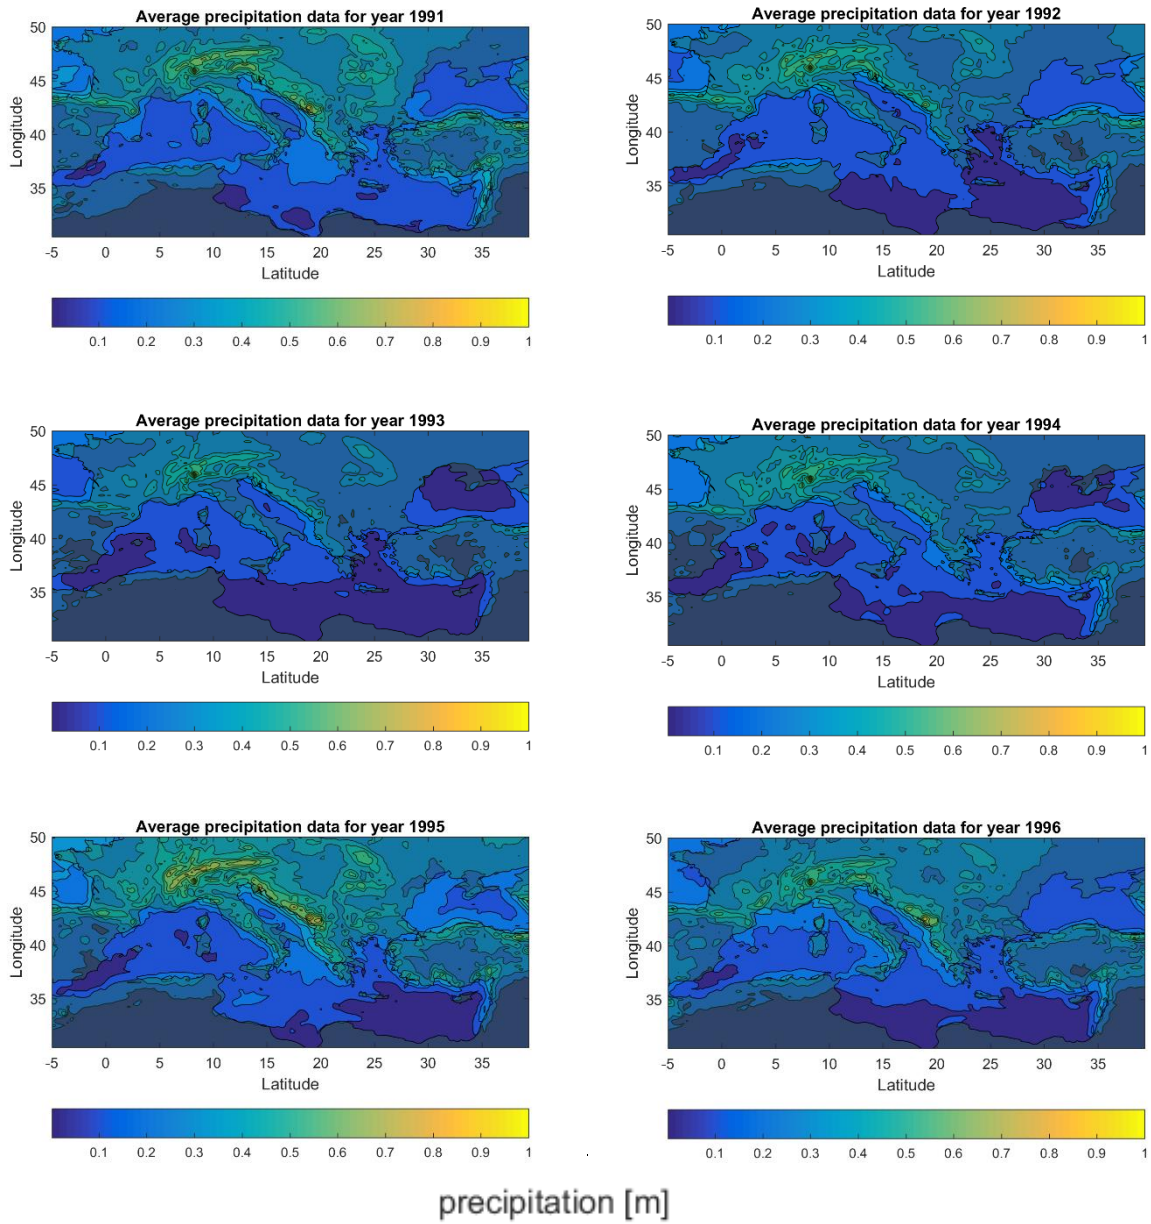 Average precipitation data for year 1991
50
45
40
35
Longitude
-5 0 5 10 15 20 25 30 35
Latitude
0.1 0.2 0.3 0.4 0.5 0.6 0.7 0.8 0.9 1
Average precipitation data for year 1992
50
45
40
35
Longitude
-5 0 5 10 15 20 25 30 35
Latitude
0.1 0.2 0.3 0.4 0.5 0.6 0.7 0.8 0.9 1
Average precipitation data for year 1993
50
45
40
35
Longitude
-5 0 5 10 15 20 25 30 35
Latitude
0.1 0.2 0.3 0.4 0.5 0.6 0.7 0.8 0.9 1
Average precipitation data for year 1994
50
45
40
35
Longitude
-5 0 5 10 15 20 25 30 35
Latitude
0.1 0.2 0.3 0.4 0.5 0.6 0.7 0.8 0.9 1
Average precipitation data for year 1995
50
45
40
35
Longitude
-5 0 5 10 15 20 25 30 35
Latitude
0.1 0.2 0.3 0.4 0.5 0.6 0.7 0.8 0.9 1
Average precipitation data for year 1996
50
45
40
35
Longitude
-5 0 5 10 15 20 25 30 35
Latitude
0.1 0.2 0.3 0.4 0.5 0.6 0.7 0.8 0.9 1
precipitation [m]